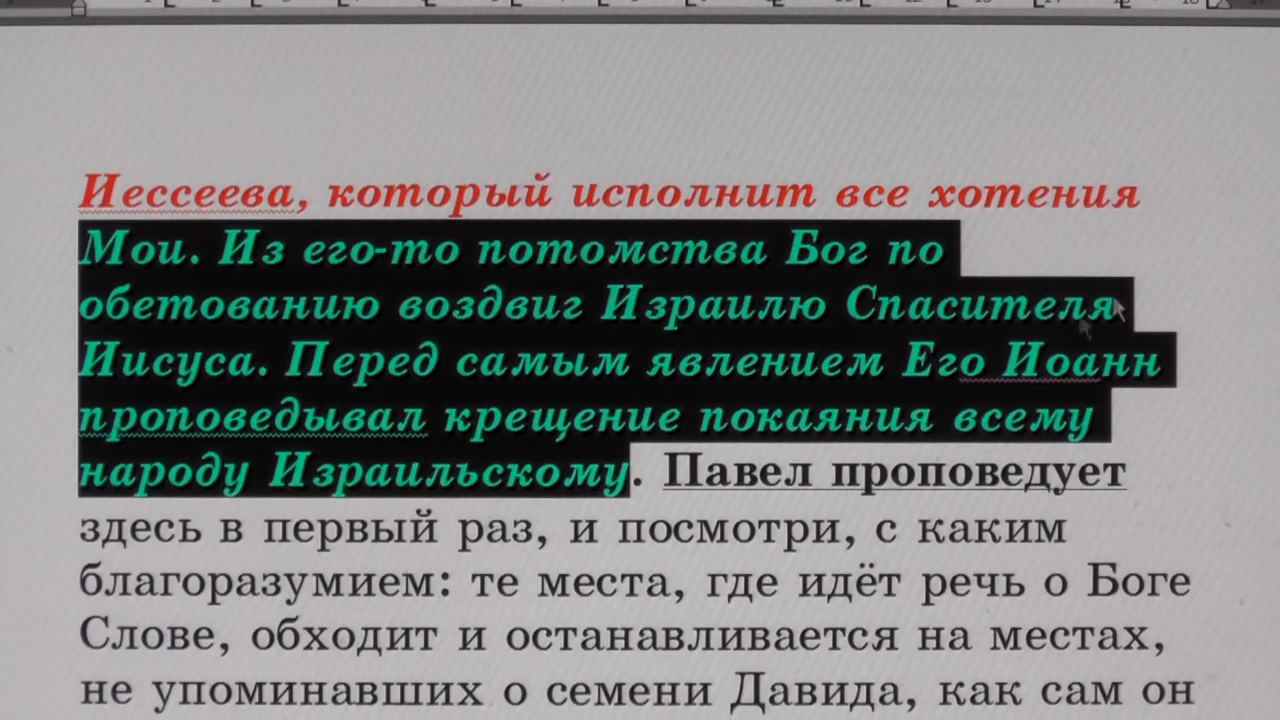 Иессеева, который исполнит все хотения
Мои. Из его-то потомства Бог по
обетованию воздвиг Израилю Спасителя
Иисуса. Перед самым явлением Его Иоанн
проповедывал крещение покаяния всему
народу Израильскому. Павел проповедует
здесь в первый раз, и посмотри, с каким
благоразумием: те места, где идёт речь о Боге
Слове, обходит и останавливается на местах,
не упоминавших о семени Давида, как сам он